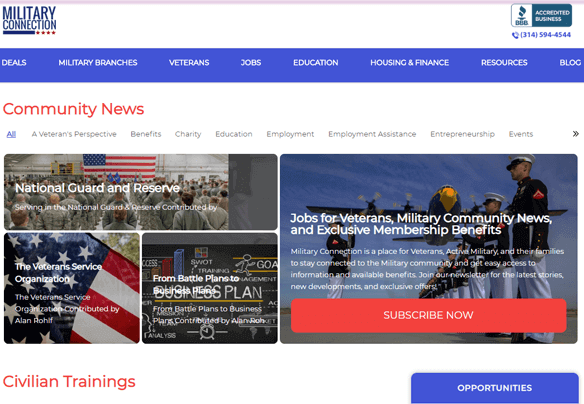 MILITARY
CONNECTION
BBB
ACCREDITED
BUSINESS
(314) 594-4544
DEALS MILITARY BRANCHES VETERANS JOBS EDUCATION HOUSING & FINANCE RESOURCES BLOG
Community News
All A Veteran's Perspective Benefits Charity Education Employment Employment Assistance Entrepreneurship Events »
National Guard and Reserve
Serving in the National Guard & Reserve Contributed by
The Veterans Service
Organization
The Veterans Service
Organization Contributed by
Alan Rohlf
SWOT
TRAINING
GOAL
From Battle Plans to
Business Plans
BUSINESS PLAN
From Battle Plans to Business
Plans Contributed by Alan Roh
ANALYSIS
Jobs for Veterans, Military Community News,
and Exclusive Membership Benefits
Military Connection is a place for Veterans, Active Military, and their families
to stay connected to the Military community and get easy access to
information and available benefits. Join our newsletter for the latest stories,
new developments, and exclusive offers!
SUBSCRIBE NOW
Civilian Trainings
OPPORTUNITIES